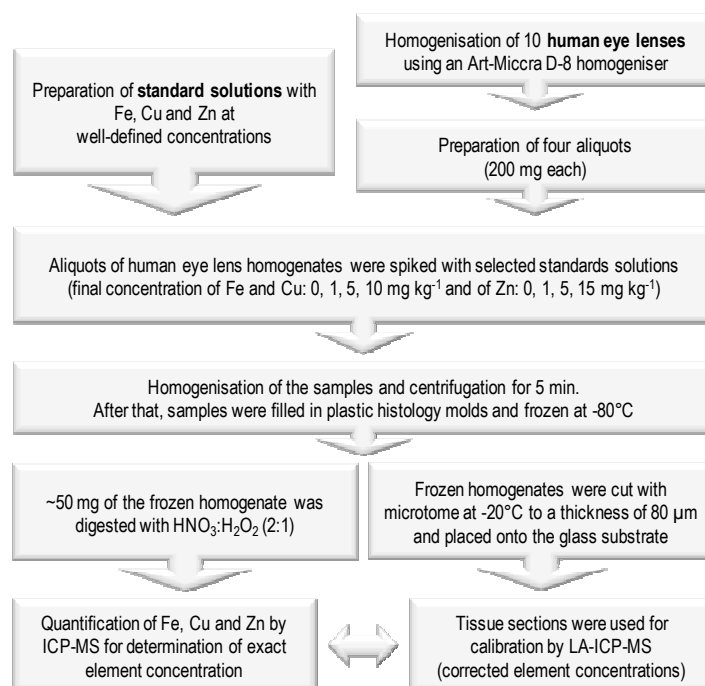 Preparation of standard solutions with
Fe, Cu and Zn at
well-defined concentrations
Homogenisation of 10 human eye lenses
using an Art-Miccra D-8 homogeniser
Preparation of four aliquots
(200 mg each)
Aliquots of human eye lens homogenates were spiked with selected standards solutions
(final concentration of Fe and Cu: 0, 1, 5, 10 mg kg⁻¹ and of Zn: 0, 1, 5, 15 mg kg⁻¹)
Homogenisation of the samples and centrifugation for 5 min.
After that, samples were filled in plastic histology molds and frozen at -80°C
~50 mg of the frozen homogenate was
digested with HNO₃:H₂O₂ (2:1)
Frozen homogenates were cut with
microtome at -20°C to a thickness of 80 µm
and placed onto the glass substrate
Quantification of Fe, Cu and Zn by
ICP-MS for determination of exact
element concentration
Tissue sections were used for
calibration by LA-ICP-MS
(corrected element concentrations)